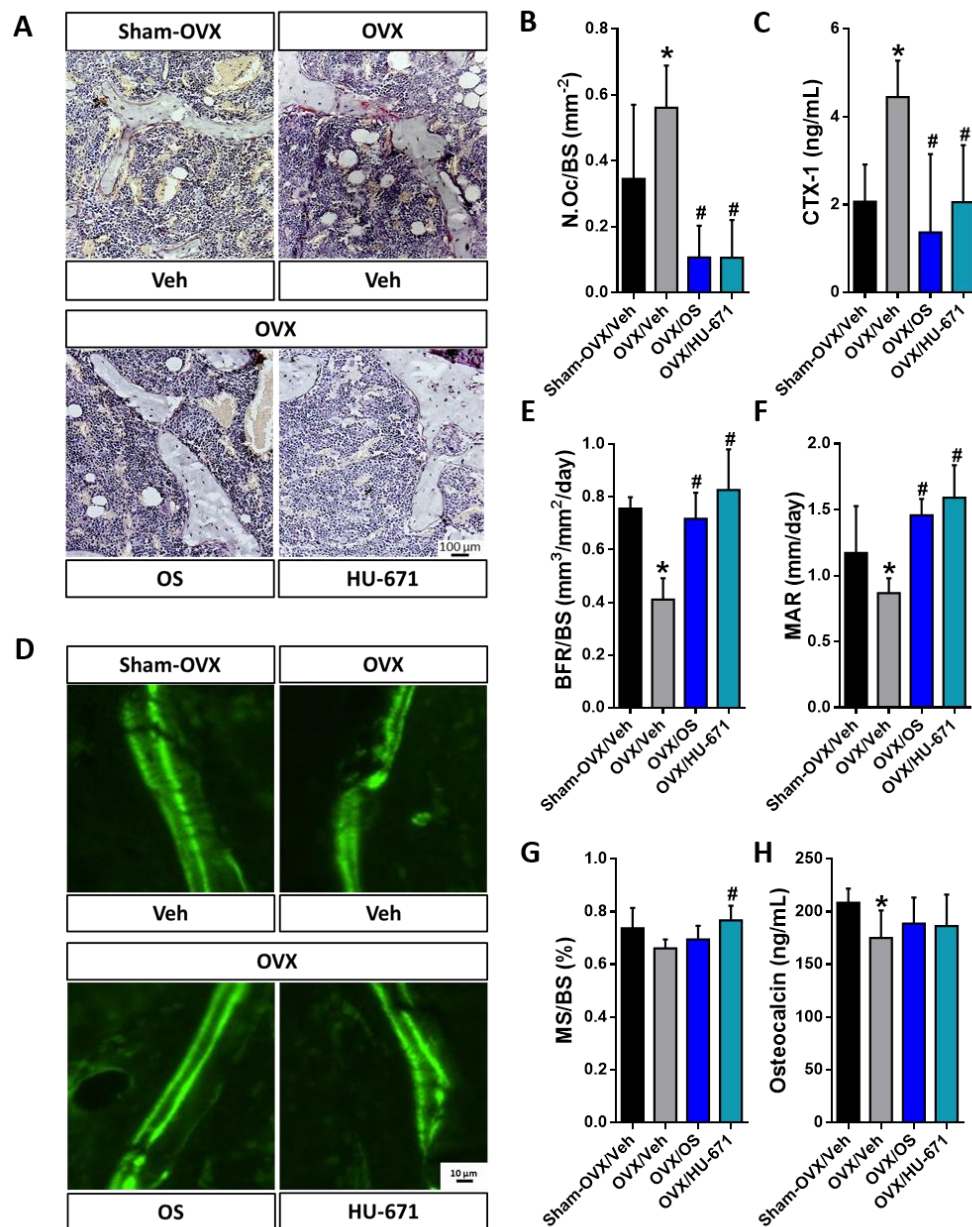 A
Sham-OVX
OVX
Veh
Veh
OVX
100 µm
OS
HU-671
B
N.Oc/BS (mm⁻²)
0.8
0.6
0.4
0.2
0.0
*
#
#
Sham-OVX/Veh
OVX/Veh
OVX/OS
OVX/HU-671
C
CTX-1 (ng/mL)
6
4
2
0
*
#
#
Sham-OVX/Veh
OVX/Veh
OVX/OS
OVX/HU-671
D
Sham-OVX
OVX
Veh
Veh
OVX
10 µm
OS
HU-671
E
BFR/BS (mm³/mm²/day)
1.0
0.8
0.6
0.4
0.2
0.0
*
#
#
Sham-OVX/Veh
OVX/Veh
OVX/OS
OVX/HU-671
F
MAR (mm/day)
2.0
1.5
1.0
0.5
0.0
*
#
#
Sham-OVX/Veh
OVX/Veh
OVX/OS
OVX/HU-671
G
MS/BS (%)
1.0
0.8
0.6
0.4
0.2
0.0
#
Sham-OVX/Veh
OVX/Veh
OVX/OS
OVX/HU-671
H
Osteocalcin (ng/mL)
250
200
150
100
50
0
*
Sham-OVX/Veh
OVX/Veh
OVX/OS
OVX/HU-671